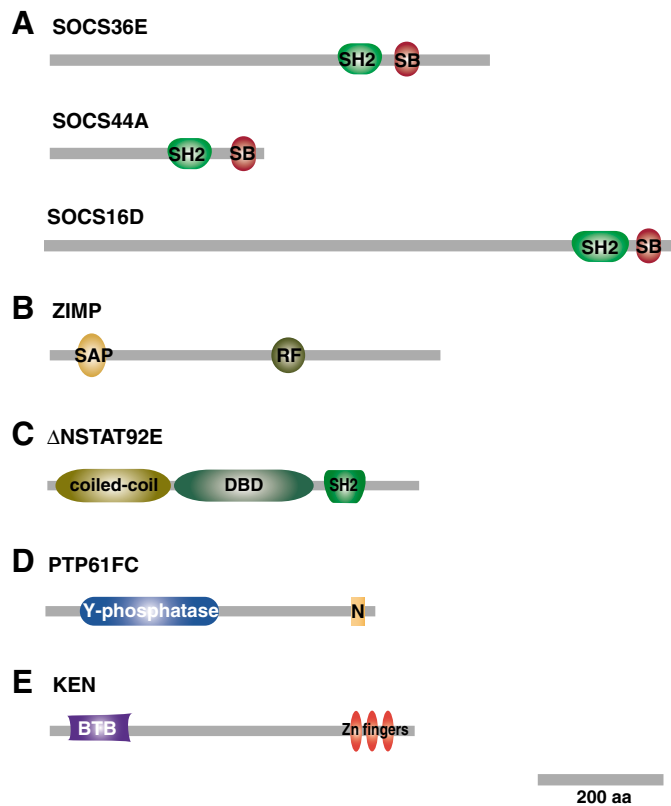 A SOCS36E
SH2 SB
SOCS44A
SH2 SB
SOCS16D
SH2 SB
B ZIMP
SAP RF
C ΔNSTAT92E
coiled-coil DBD SH2
D PTP61FC
Y-phosphatase N
E KEN
BTB Zn fingers
200 aa